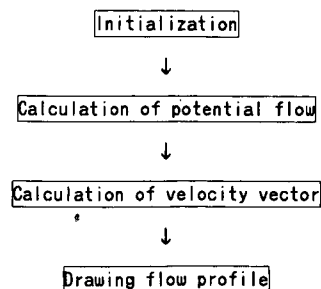 Initialization
↓
Calculation of potential flow
↓
Calculation of velocity vector
↓
Drawing flow profile